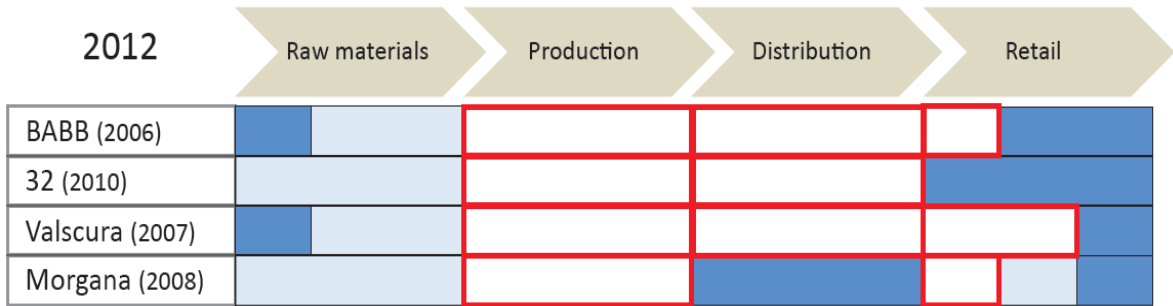 2012
Raw materials
Production
Distribution
Retail
BABB (2006)
32 (2010)
Valscura (2007)
Morgana (2008)